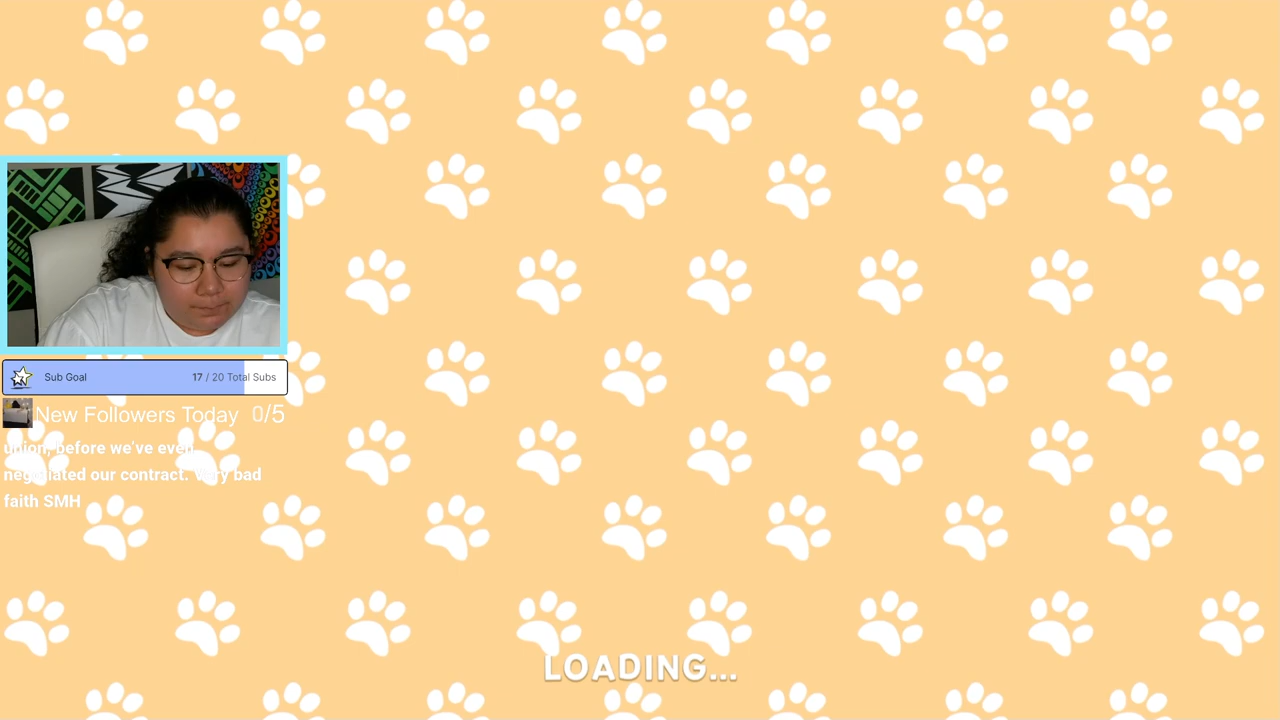 Sub Goal 17 / 20 Total Subs
New Followers Today 0/5
union, before we've even
negotiated our contract. Very bad
faith SMH
LOADING...